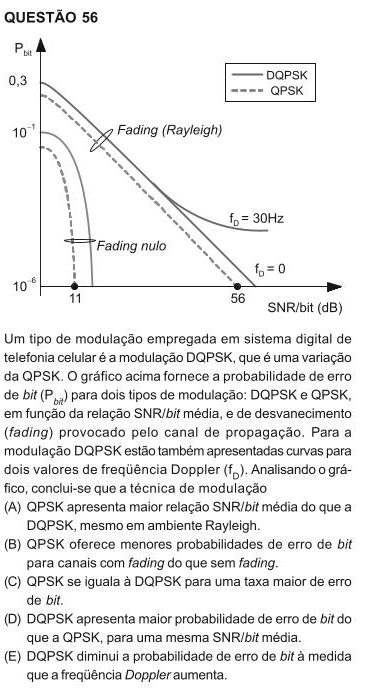 QUESTÃO 56
P bit
0,3
DQPSK
QPSK
10⁻¹
Fading (Rayleigh)
f_D = 30Hz
Fading nulo
f_D = 0
10⁻⁶
11
56
SNR/bit (dB)
Um tipo de modulação empregada em sistema digital de
telefonia celular é a modulação DQPSK, que é uma variação
da QPSK. O gráfico acima fornece a probabilidade de erro
de bit (P_bit) para dois tipos de modulação: DQPSK e QPSK,
em função da relação SNR/bit média, e de desvanecimento
(fading) provocado pelo canal de propagação. Para a
modulação DQPSK estão também apresentadas curvas para
dois valores de freqüência Doppler (f_D). Analisando o grá-
fico, conclui-se que a técnica de modulação
(A) QPSK apresenta maior relação SNR/bit média do que a
DQPSK, mesmo em ambiente Rayleigh.
(B) QPSK oferece menores probabilidades de erro de bit
para canais com fading do que sem fading.
(C) QPSK se iguala à DQPSK para uma taxa maior de erro
de bit.
(D) DQPSK apresenta maior probabilidade de erro de bit do
que a QPSK, para uma mesma SNR/bit média.
(E) DQPSK diminui a probabilidade de erro de bit à medida
que a freqüência Doppler aumenta.